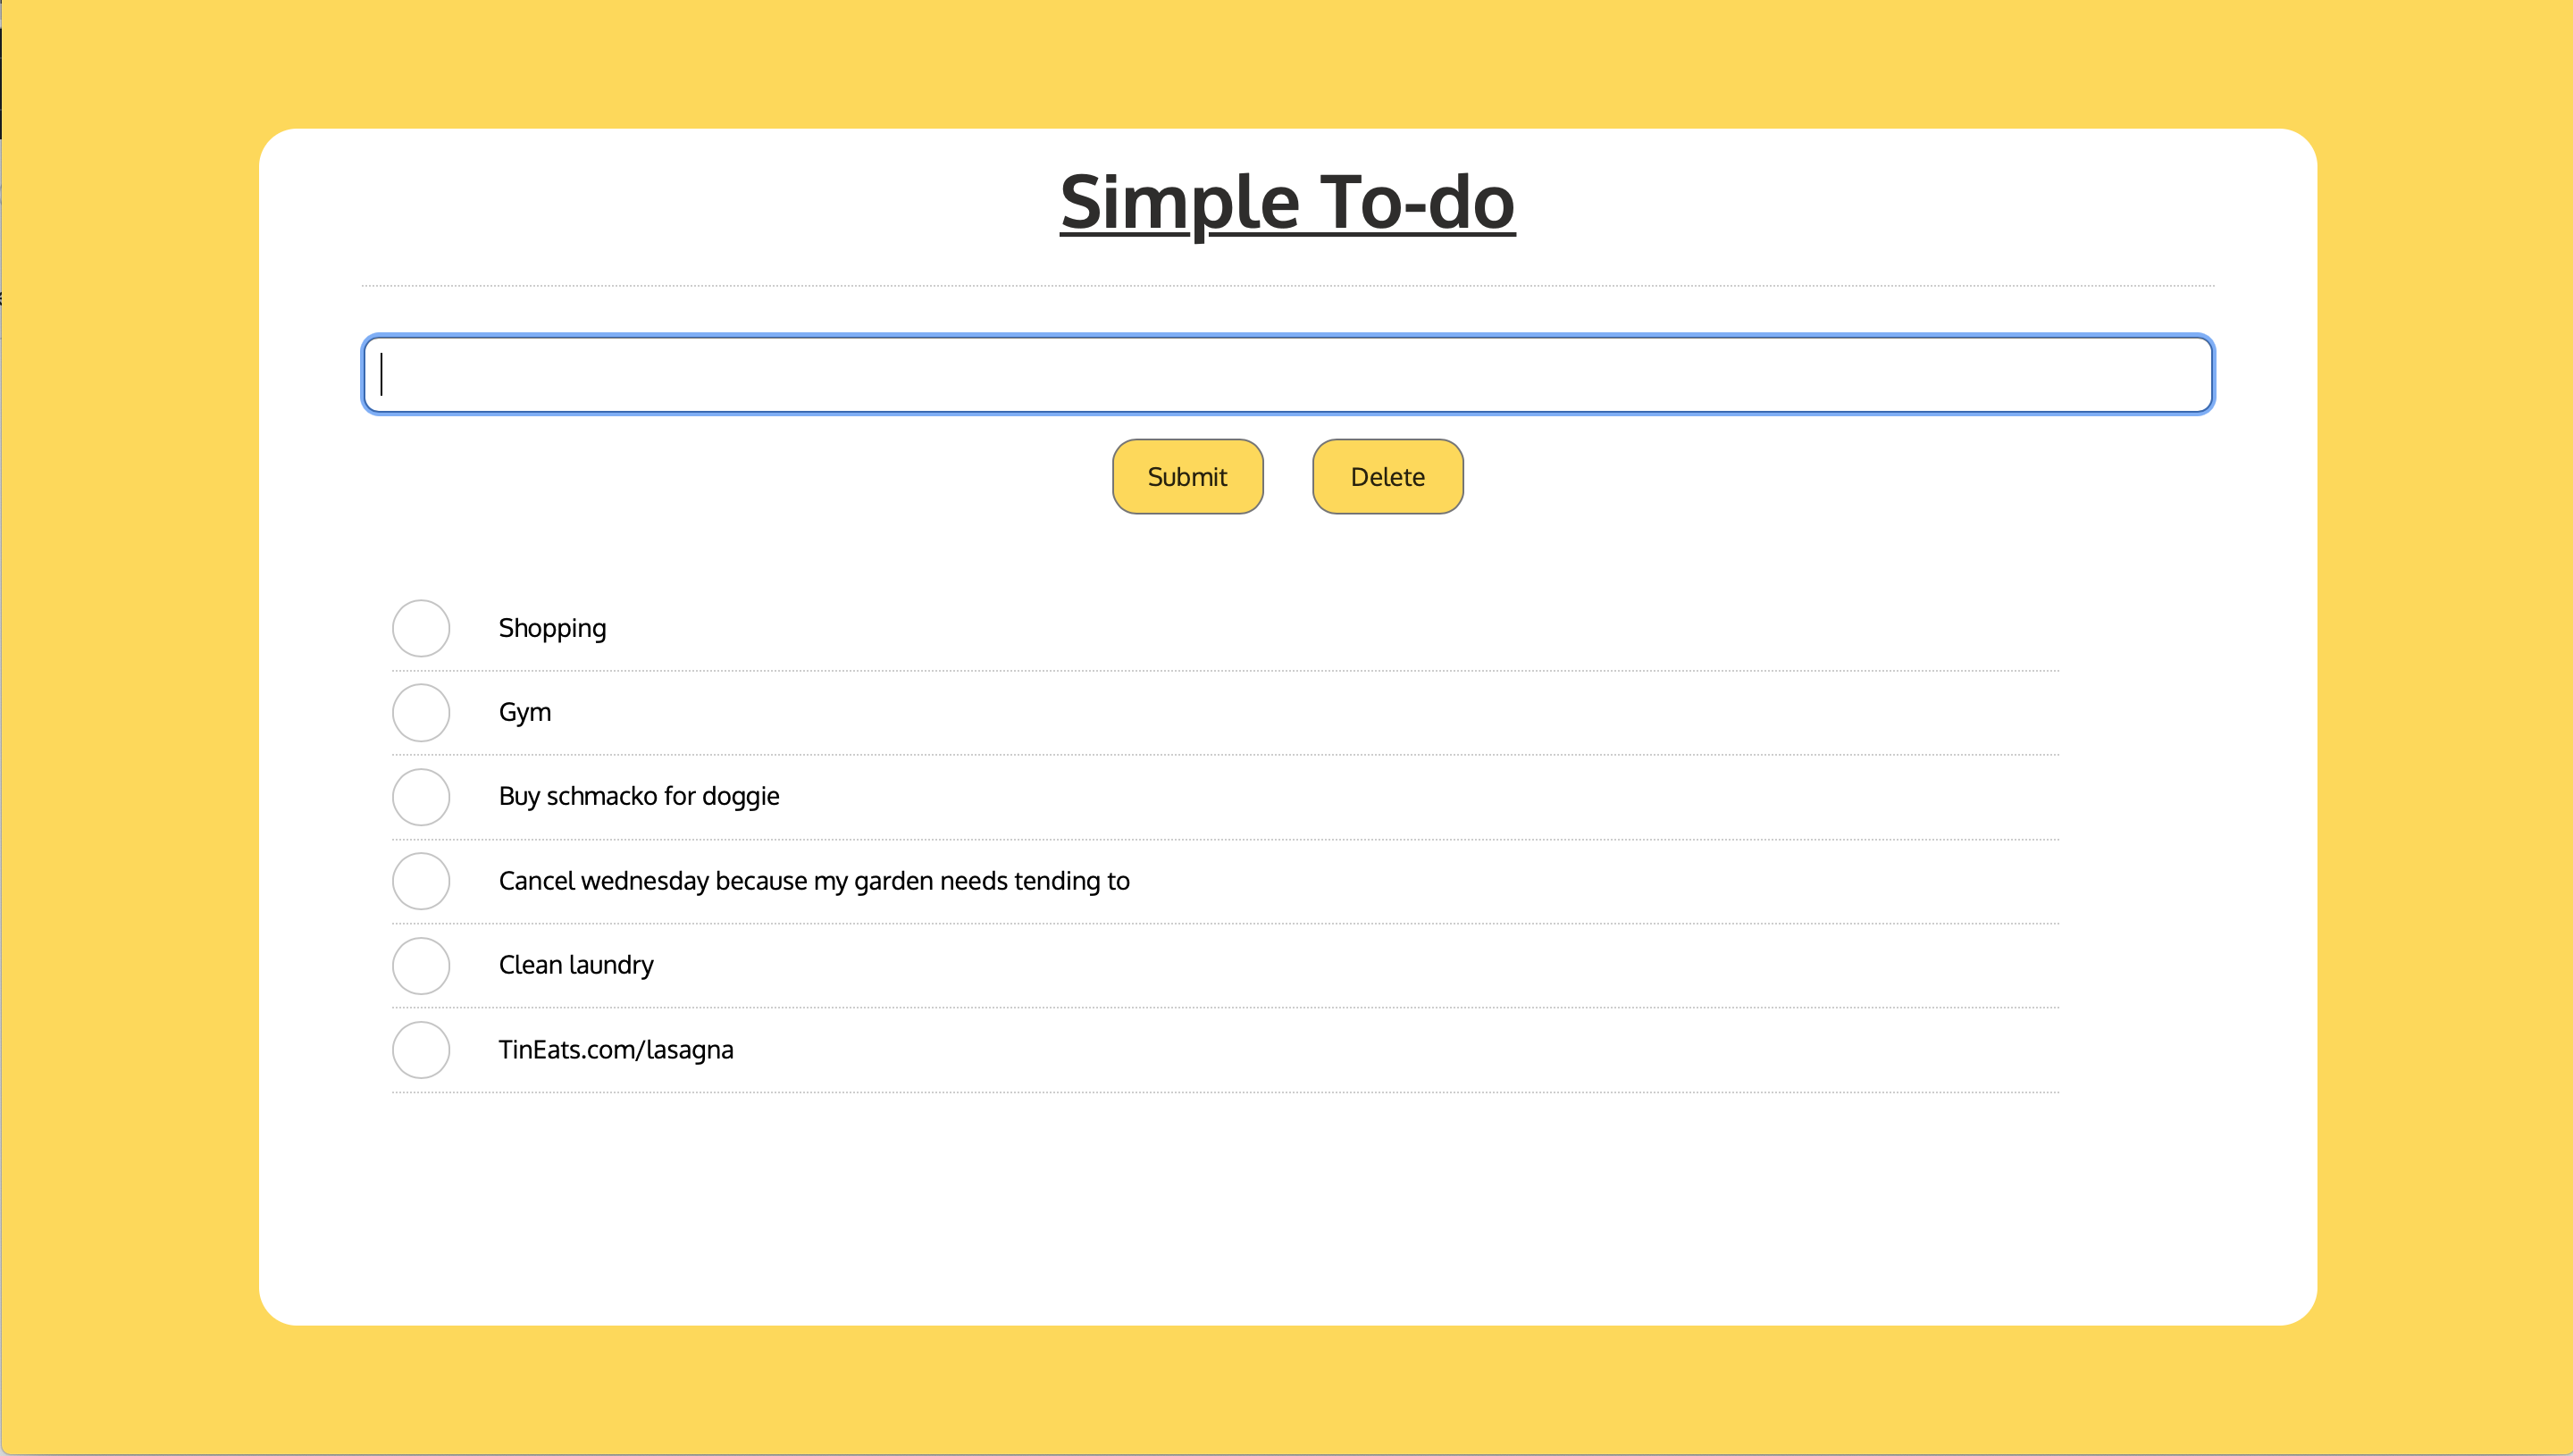 Simple To-do
Submit Delete
Shopping
Gym
Buy schmacko for doggie
Cancel wednesday because my garden needs tending to
Clean laundry
TinEats.com/lasagna